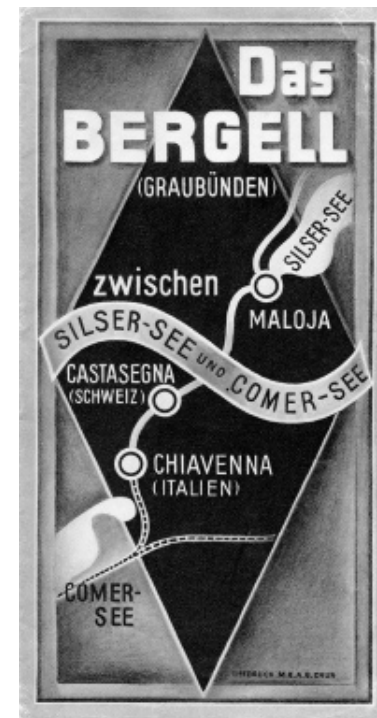 Das
BERGELL
(GRAUBÜNDEN)
SILSER-SEE
zwischen
MALOJA
SILSER-SEE UND COMER-SEE
CASTASEGNA
(SCHWEIZ)
CHIAVENNA
(ITALIEN)
COMER-
SEE